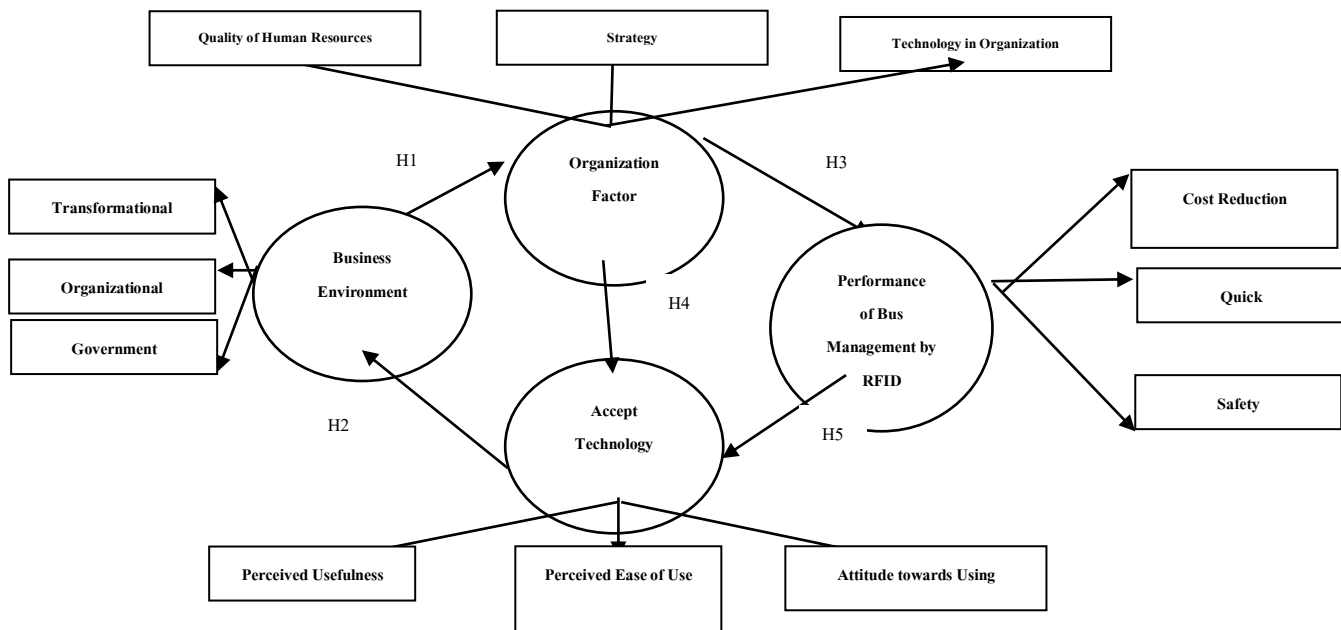 Quality of Human Resources
Strategy
Technology in Organization
H1
Organization
Factor
H3
Transformational
Cost Reduction
Business
Environment
Organizational
Performance
of Bus
Management by
RFID
H4
Quick
Government
H2
Accept
Technology
H5
Safety
Perceived Usefulness
Perceived Ease of Use
Attitude towards Using